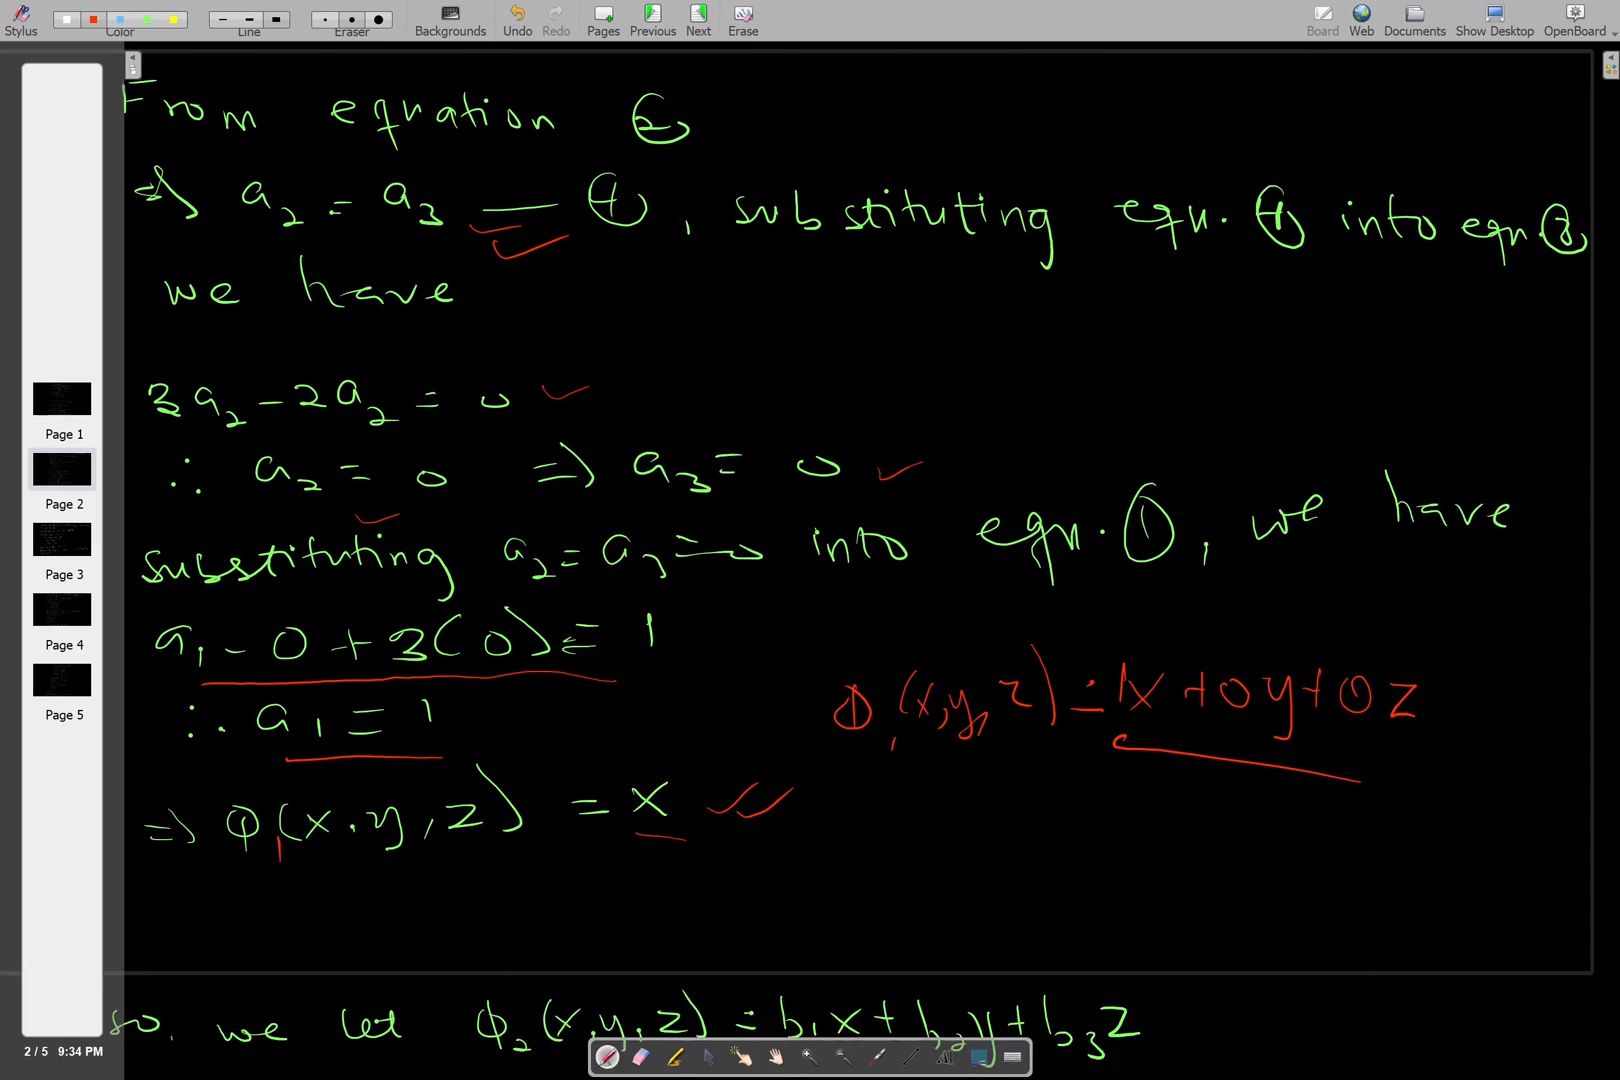 Stylus Color Line Eraser Backgrounds Undo Redo Pages Previous Next Erase Board Web Documents Show Desktop OpenBoard
From equation ②
⇒ a₂ = a₃ — ④, substituting eqn. ④ into eqn. ③,
we have
3a₂ - 2a₂ = 0
∴ a₂ = 0 ⇒ a₃ = 0
substituting a₂ = a₃ = 0 into eqn. ①, we have
a₁ - 0 + 3(0) = 1
∴ a₁ = 1
Φ₁(x,y,z) = 1x + 0y + 0z
⇒ Φ₁(x,y,z) = x
so, we let Φ₂(x,y,z) = b₁x + b₂y + b₃z
Page 1
Page 2
Page 3
Page 4
Page 5
2 / 5 9:34 PM